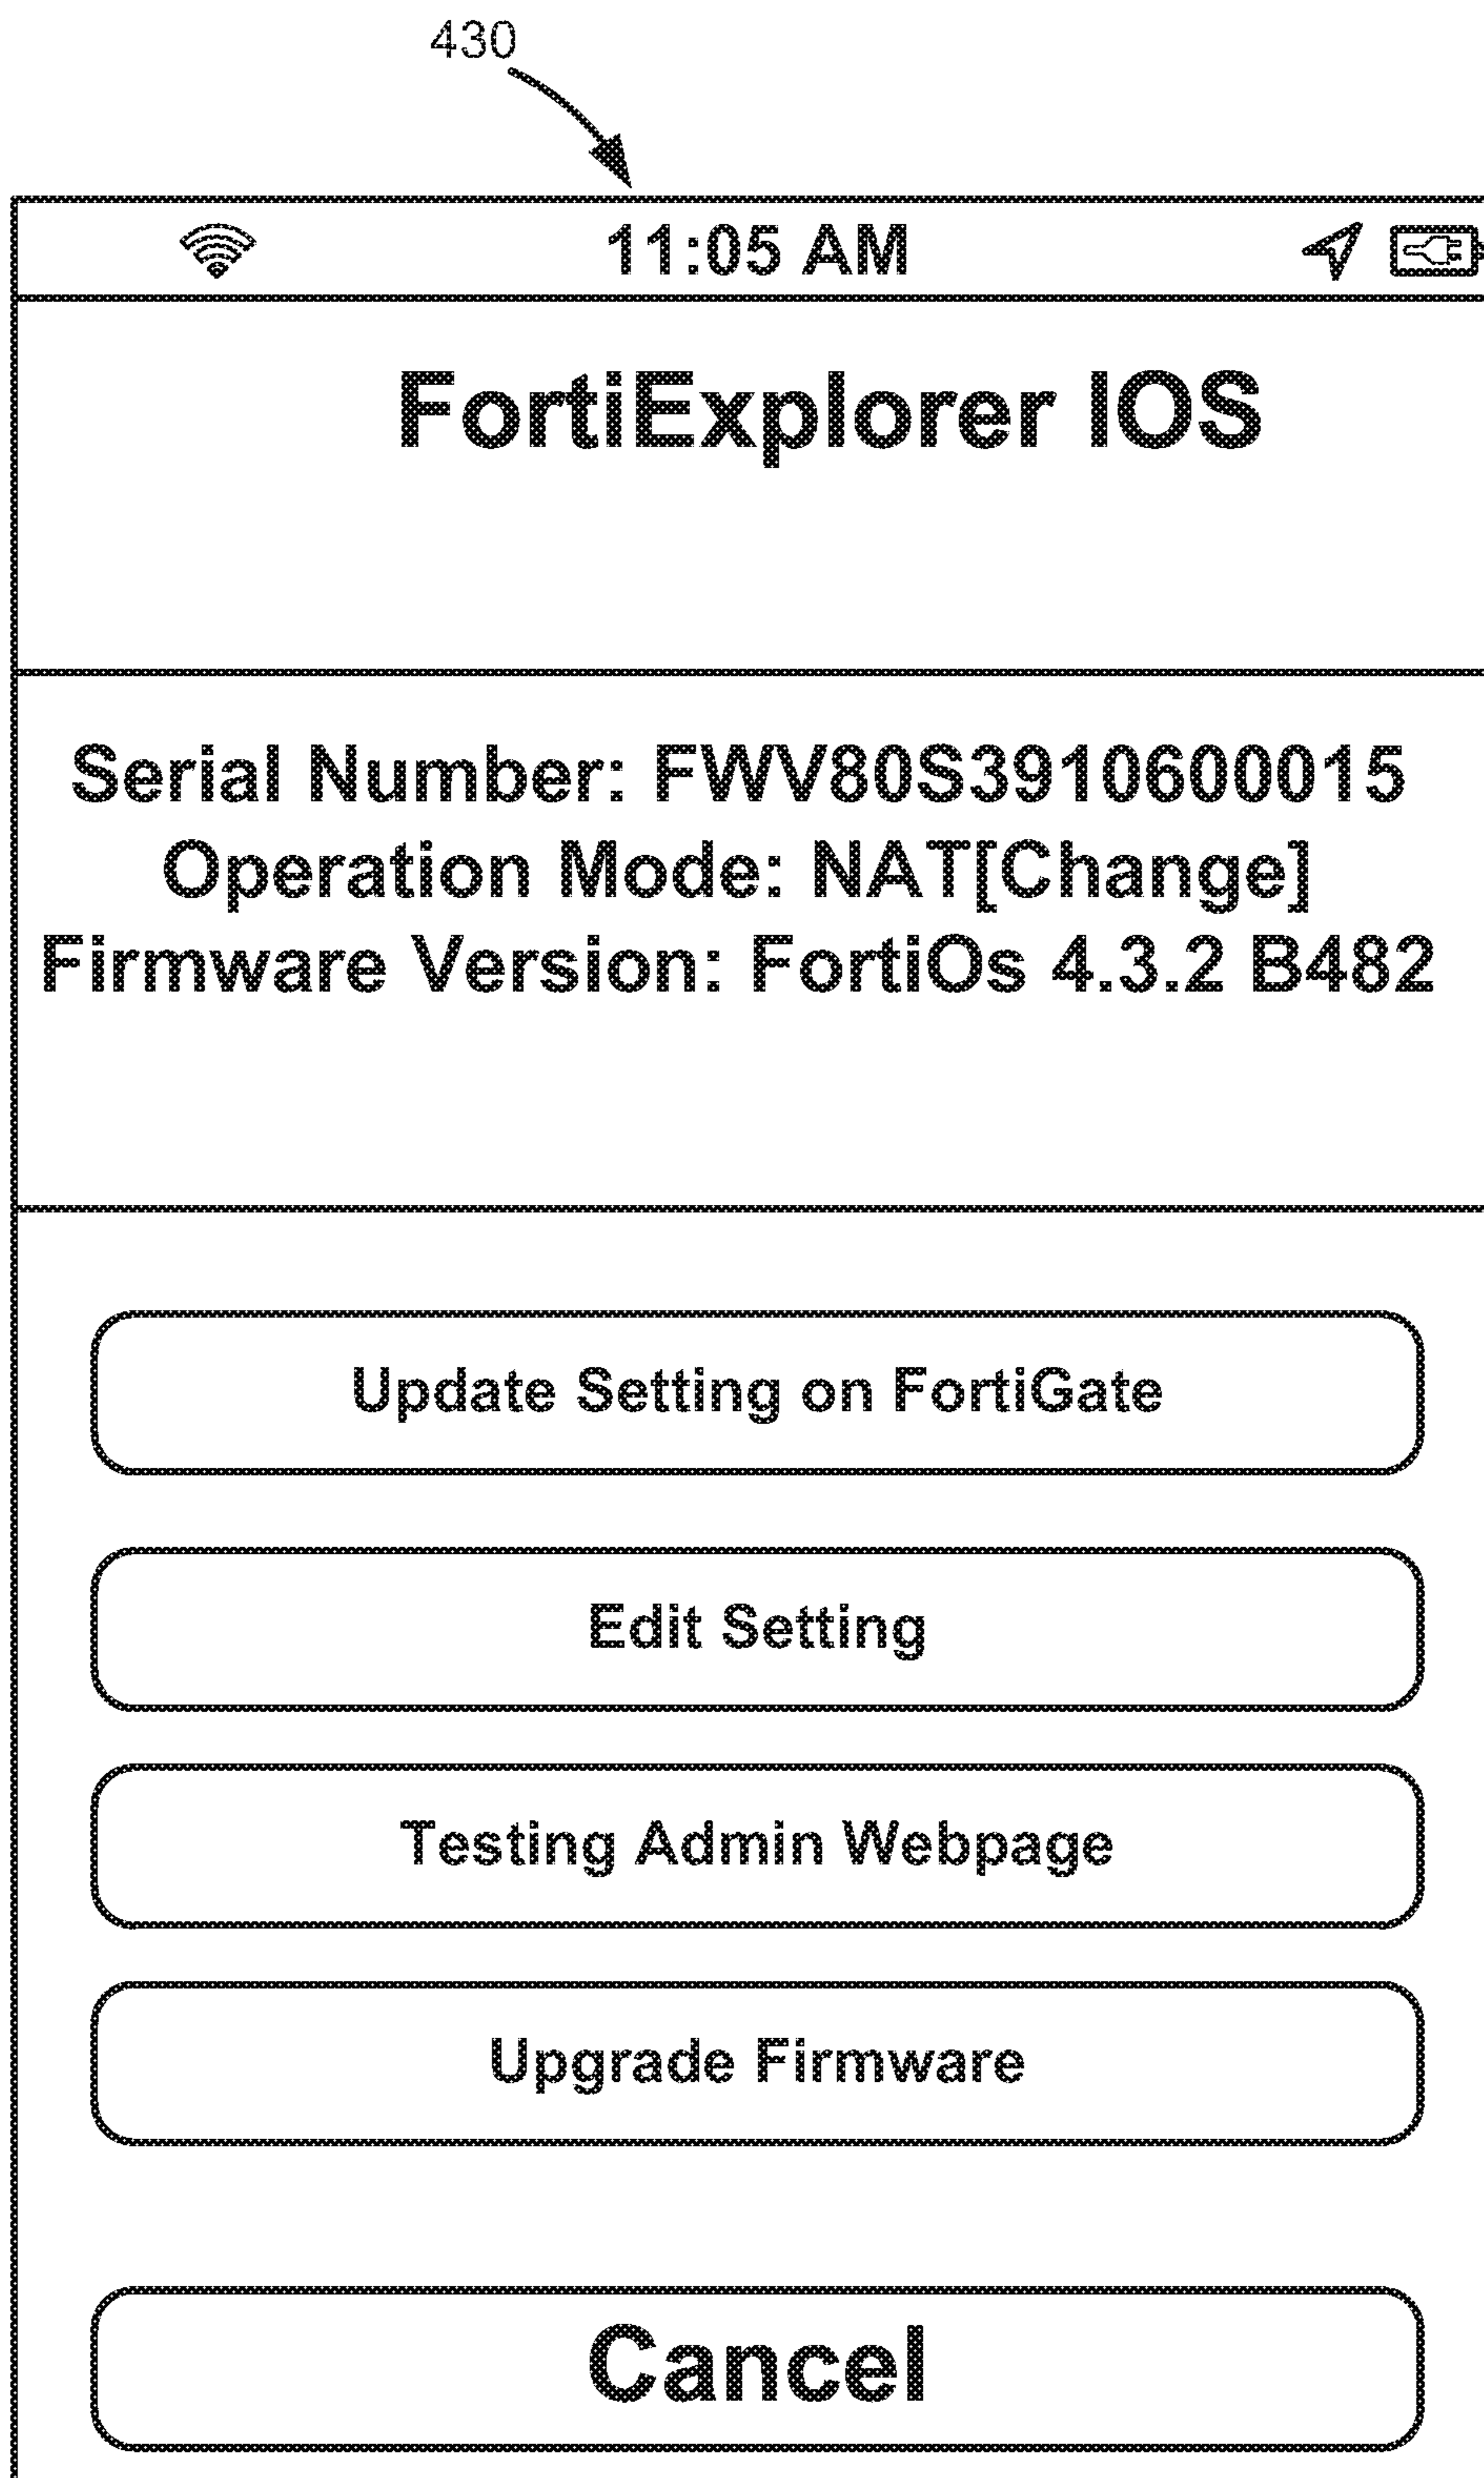 430
11:05 AM
FortiExplorer IOS
Serial Number: FWV80S3910600015
Operation Mode: NAT[Change]
Firmware Version: FortiOs 4.3.2 B482
Update Setting on FortiGate
Edit Setting
Testing Admin Webpage
Upgrade Firmware
Cancel